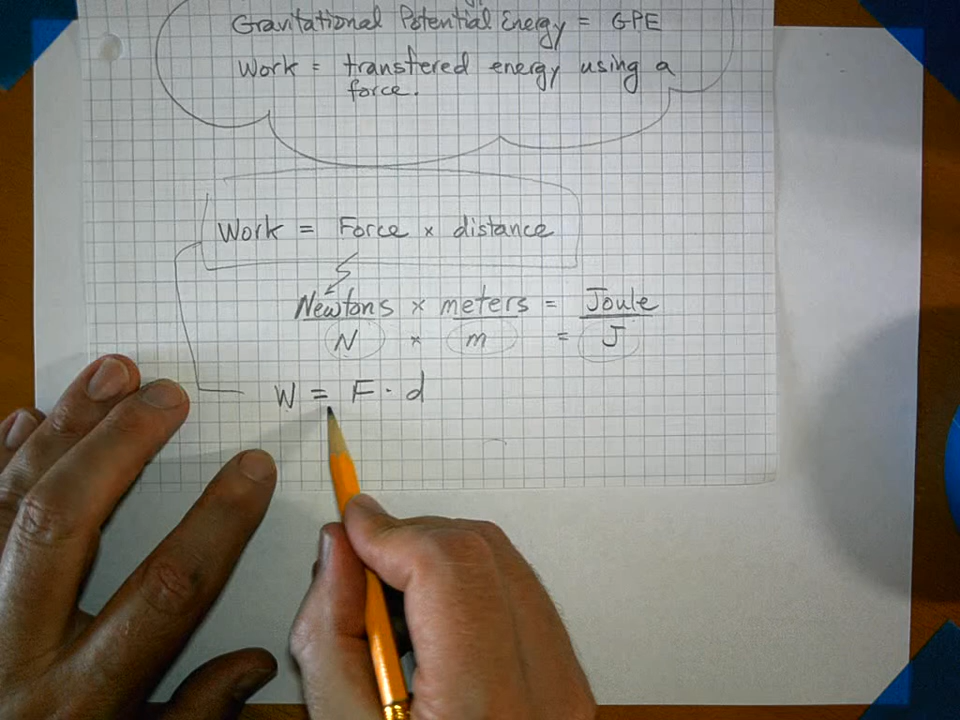 Gravitational Potential Energy = GPE
Work = transfered energy using a
force.
Work = Force × distance
Newtons × meters = Joule
N × m = J
W = F · d